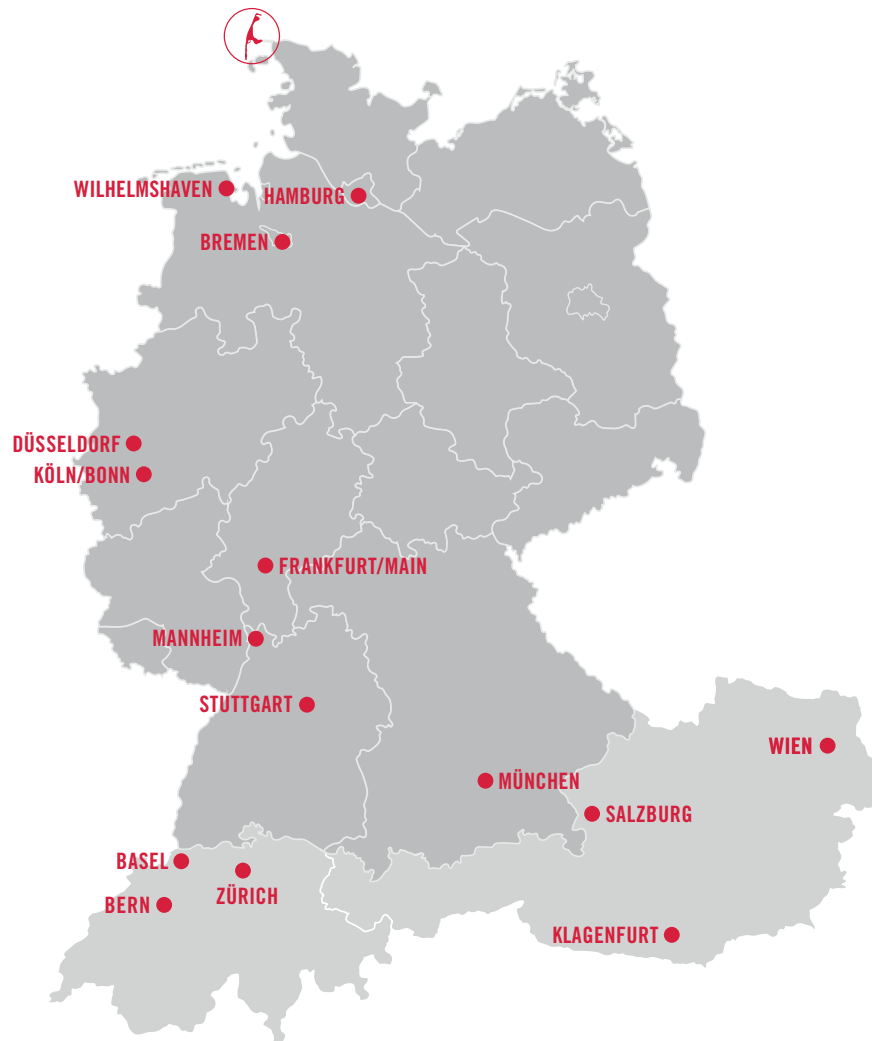 WILHELMSHAVEN
HAMBURG
BREMEN
DÜSSELDORF
KÖLN/BONN
FRANKFURT/MAIN
MANNHEIM
STUTTGART
WIEN
MÜNCHEN
SALZBURG
BASEL
ZÜRICH
BERN
KLAGENFURT